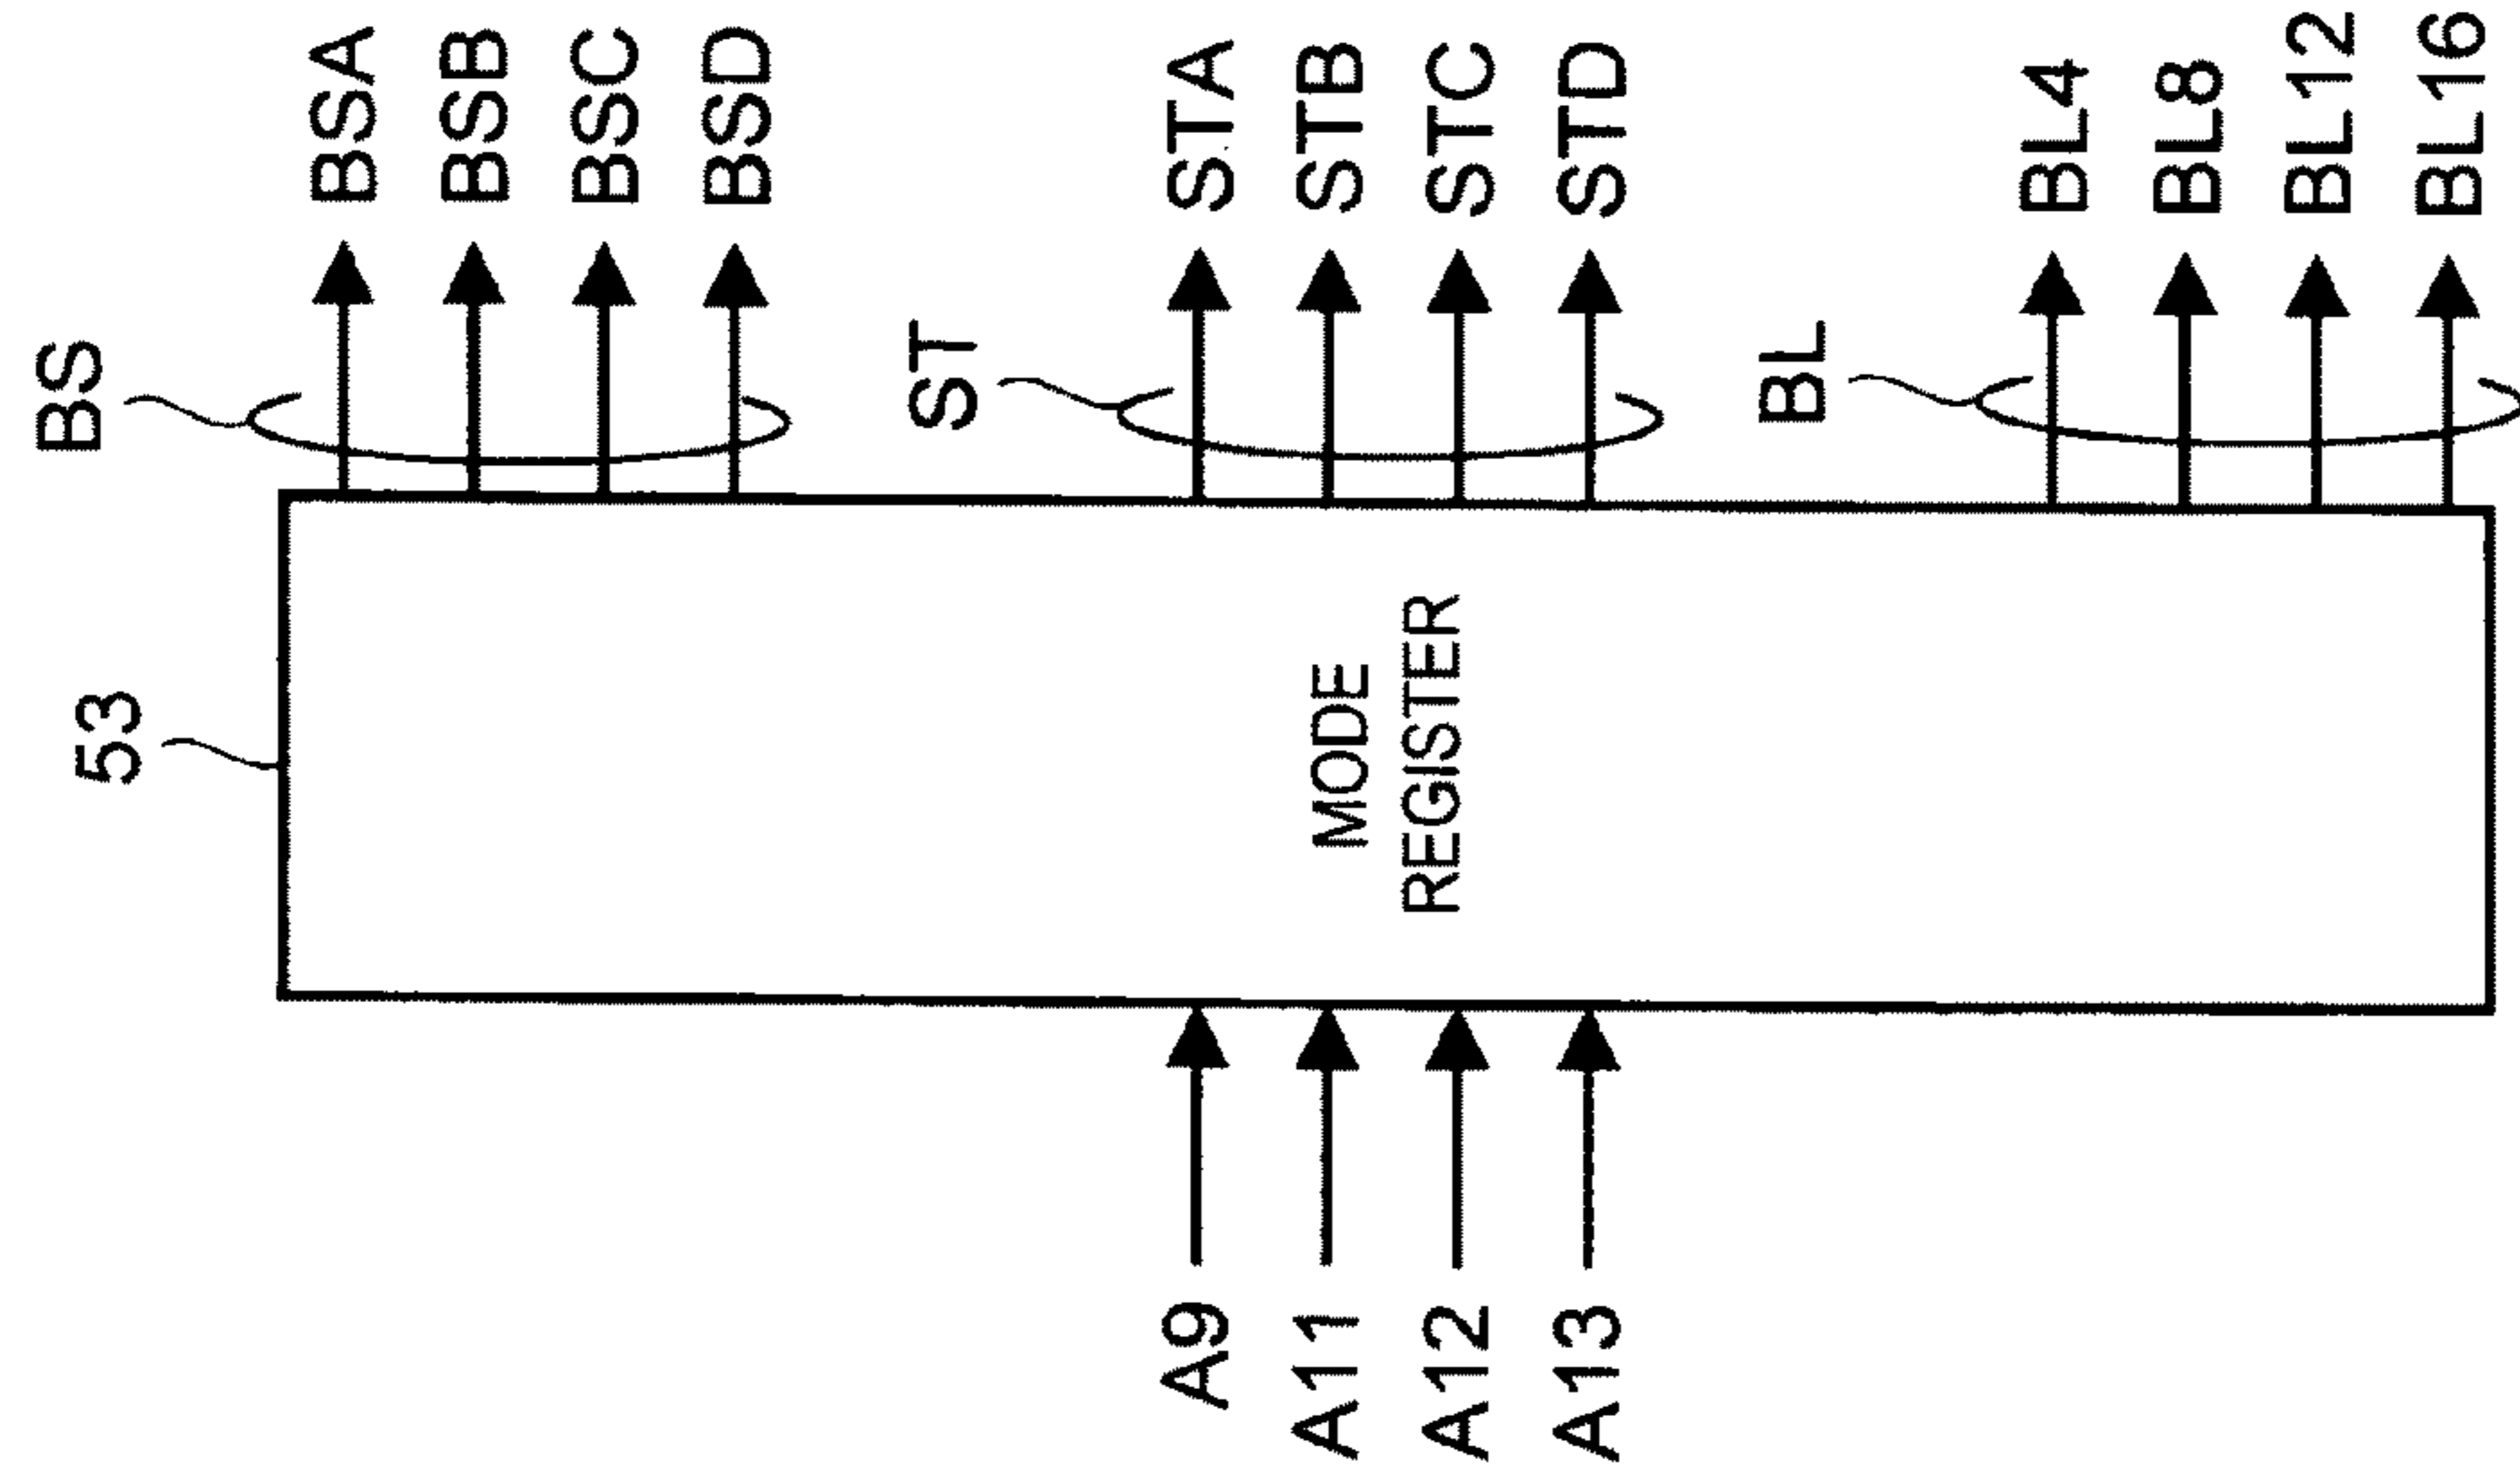 53
BS
BSA
BSB
BSC
BSD
A9
A11
A12
A13
MODE
REGISTER
ST
STA
STB
STC
STD
BL
BL4
BL8
BL12
BL16